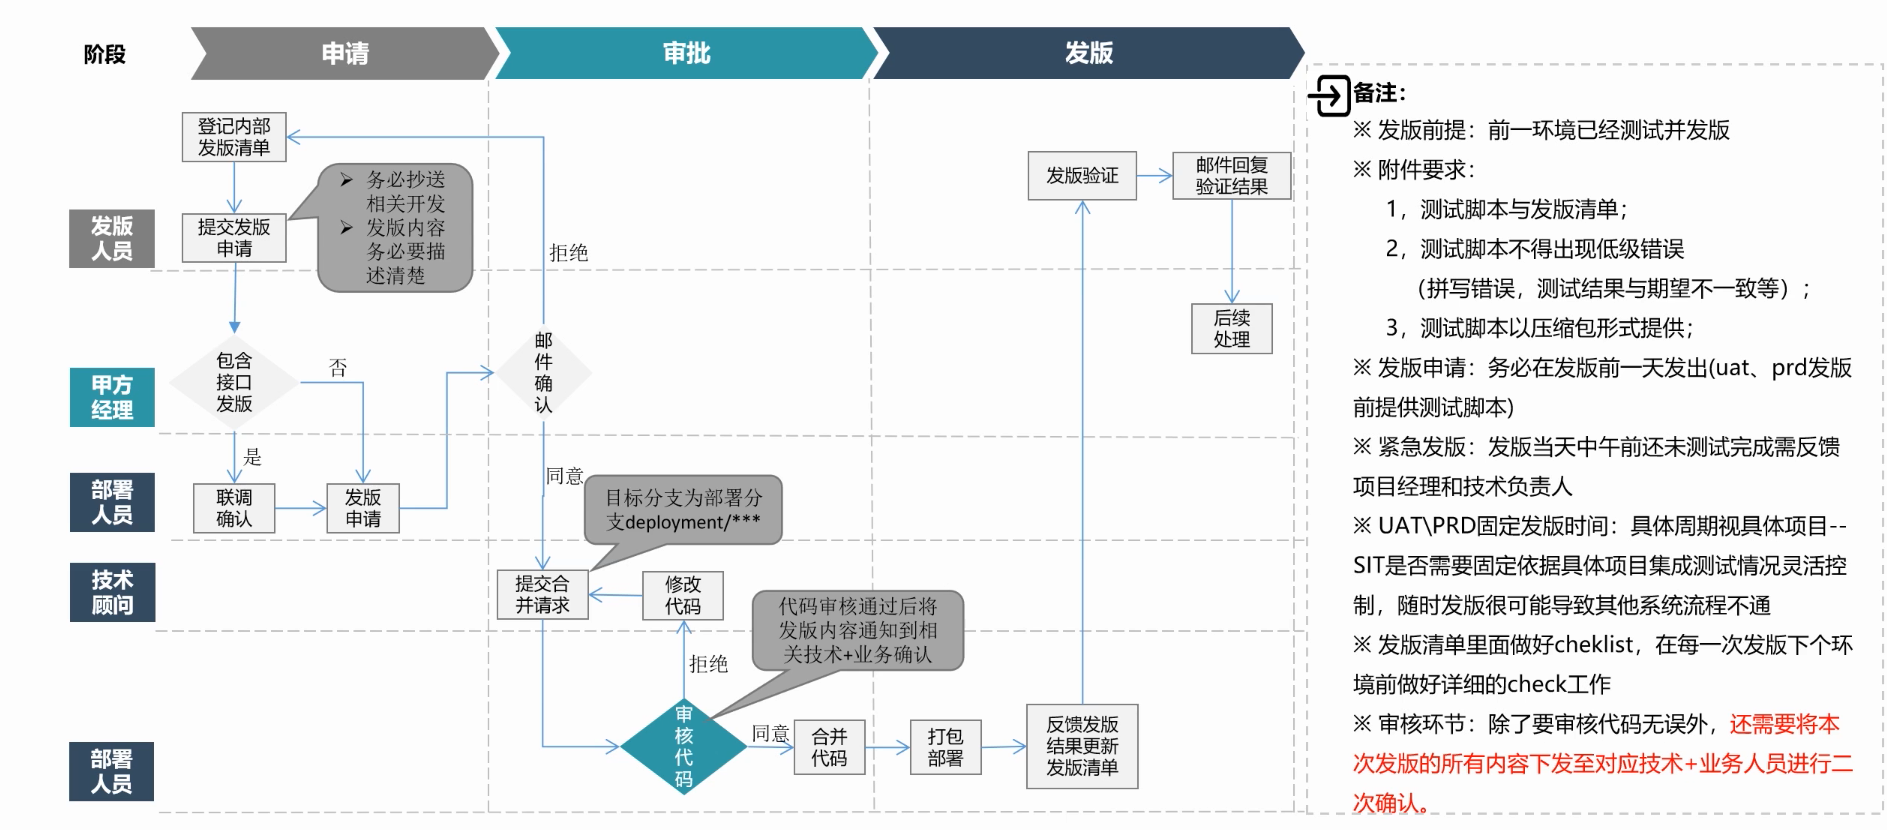 阶段
申请
审批
发版
登记内部
发版清单
务必抄送
相关开发
发版内容
务必要描
述清楚
发版
人员
提交发版
申请
拒绝
发版验证
邮件回复
验证结果
后续
处理
甲方
经理
包含
接口
发版
否
是
邮
件
确
认
同意
部署
人员
联调
确认
发版
申请
目标分支为部署分
支deployment/***
技术
顾问
提交合
并请求
修改
代码
代码审核通过后将
发版内容通知到相
关技术+业务确认
拒绝
部署
人员
审
核
代
码
同意
合并
代码
打包
部署
反馈发版
结果更新
发版清单
备注：
※ 发版前提：前一环境已经测试并发版
※ 附件要求：
1，测试脚本与发版清单；
2，测试脚本不得出现低级错误
（拼写错误，测试结果与期望不一致等）；
3，测试脚本以压缩包形式提供；
※ 发版申请：务必在发版前一天发出(uat、prd发版
前提供测试脚本)
※ 紧急发版：发版当天中午前还未测试完成需反馈
项目经理和技术负责人
※ UAT\PRD固定发版时间：具体周期视具体项目--
SIT是否需要固定依据具体项目集成测试情况灵活控
制，随时发版很可能导致其他系统流程不通
※ 发版清单里面做好cheklist，在每一次发版下个环
境前做好详细的check工作
※ 审核环节：除了要审核代码无误外，还需要将本
次发版的所有内容下发至对应技术+业务人员进行二
次确认。